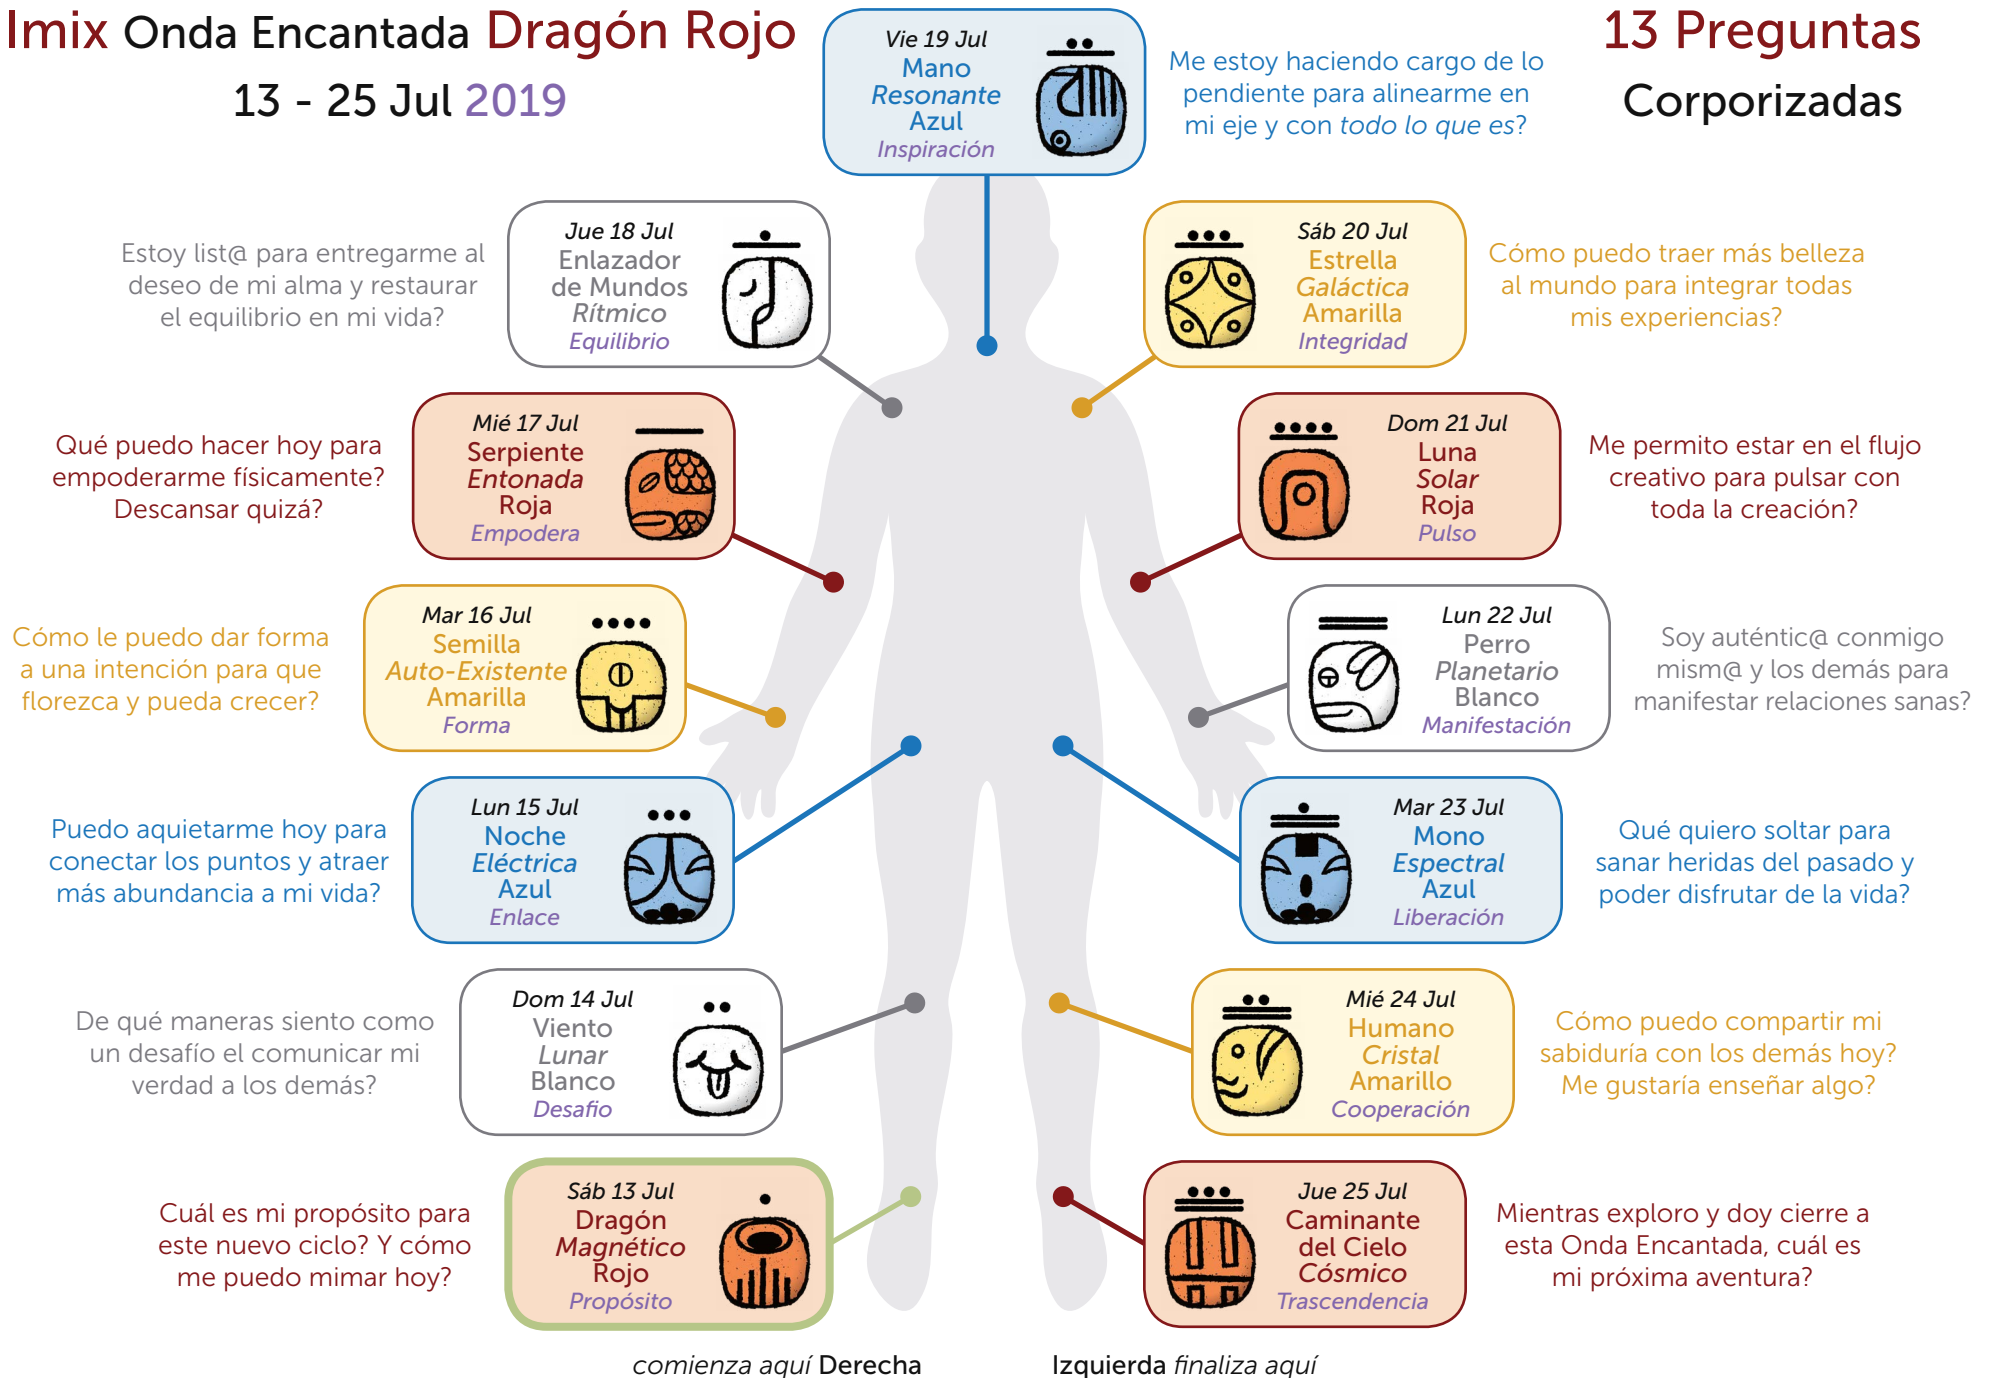 Imix Onda Encantada Dragón Rojo
13 - 25 Jul 2019
13 Preguntas
Corporizadas
Vie 19 Jul
Mano
Resonante
Azul
Inspiración
Me estoy haciendo cargo de lo
pendiente para alinearme en
mi eje y con todo lo que es?
Estoy list@ para entregarme al
deseo de mi alma y restaurar
el equilibrio en mi vida?
Jue 18 Jul
Enlazador
de Mundos
Rítmico
Equilibrio
Sáb 20 Jul
Estrella
Galáctica
Amarilla
Integridad
Cómo puedo traer más belleza
al mundo para integrar todas
mis experiencias?
Qué puedo hacer hoy para
empoderarme físicamente?
Descansar quizá?
Mié 17 Jul
Serpiente
Entonada
Roja
Empodera
Dom 21 Jul
Luna
Solar
Roja
Pulso
Me permito estar en el flujo
creativo para pulsar con
toda la creación?
Cómo le puedo dar forma
a una intención para que
florezca y pueda crecer?
Mar 16 Jul
Semilla
Auto-Existente
Amarilla
Forma
Lun 22 Jul
Perro
Planetario
Blanco
Manifestación
Soy auténtic@ conmigo
mism@ y los demás para
manifestar relaciones sanas?
Puedo aquietarme hoy para
conectar los puntos y atraer
más abundancia a mi vida?
Lun 15 Jul
Noche
Eléctrica
Azul
Enlace
Mar 23 Jul
Mono
Espectral
Azul
Liberación
Qué quiero soltar para
sanar heridas del pasado y
poder disfrutar de la vida?
De qué maneras siento como
un desafío el comunicar mi
verdad a los demás?
Dom 14 Jul
Viento
Lunar
Blanco
Desafio
Mié 24 Jul
Humano
Cristal
Amarillo
Cooperación
Cómo puedo compartir mi
sabiduría con los demás hoy?
Me gustaría enseñar algo?
Cuál es mi propósito para
este nuevo ciclo? Y cómo
me puedo mimar hoy?
Sáb 13 Jul
Dragón
Magnético
Rojo
Propósito
Jue 25 Jul
Caminante
del Cielo
Cósmico
Trascendencia
Mientras exploro y doy cierre a
esta Onda Encantada, cuál es
mi próxima aventura?
comienza aquí Derecha
Izquierda finaliza aquí